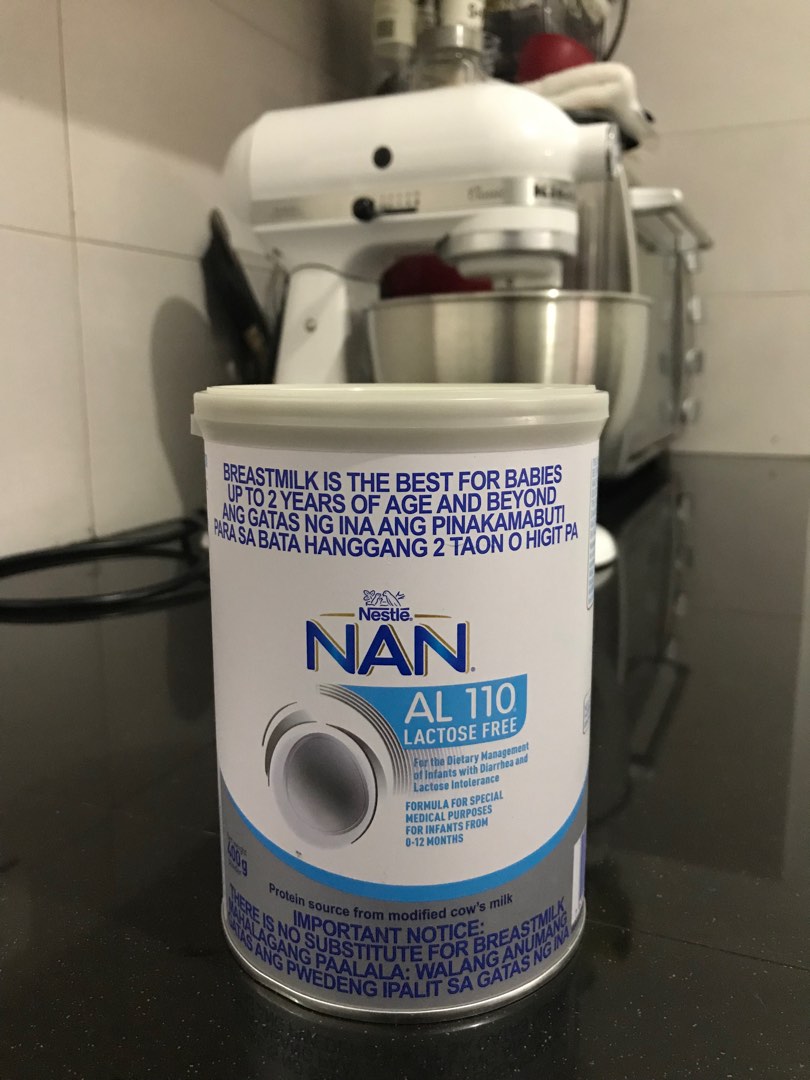 Classic
BREASTMILK IS THE BEST FOR BABIES
UP TO 2 YEARS OF AGE AND BEYOND
ANG GATAS NG INA ANG PINAKAMABUTI
PARA SA BATA HANGGANG 2 TAON O HIGIT PA
Nestlé
NAN
AL 110
LACTOSE FREE
For the Dietary Management
of Infants with Diarrhea and
Lactose Intolerance
FORMULA FOR SPECIAL
MEDICAL PURPOSES
FOR INFANTS FROM
0-12 MONTHS
400g
Protein source from modified cow's milk
IMPORTANT NOTICE:
THERE IS NO SUBSTITUTE FOR BREASTMILK
MAHALAGANG PAALALA: WALANG ANUMANG
GATAS ANG PWEDENG IPALIT SA GATAS NG INA